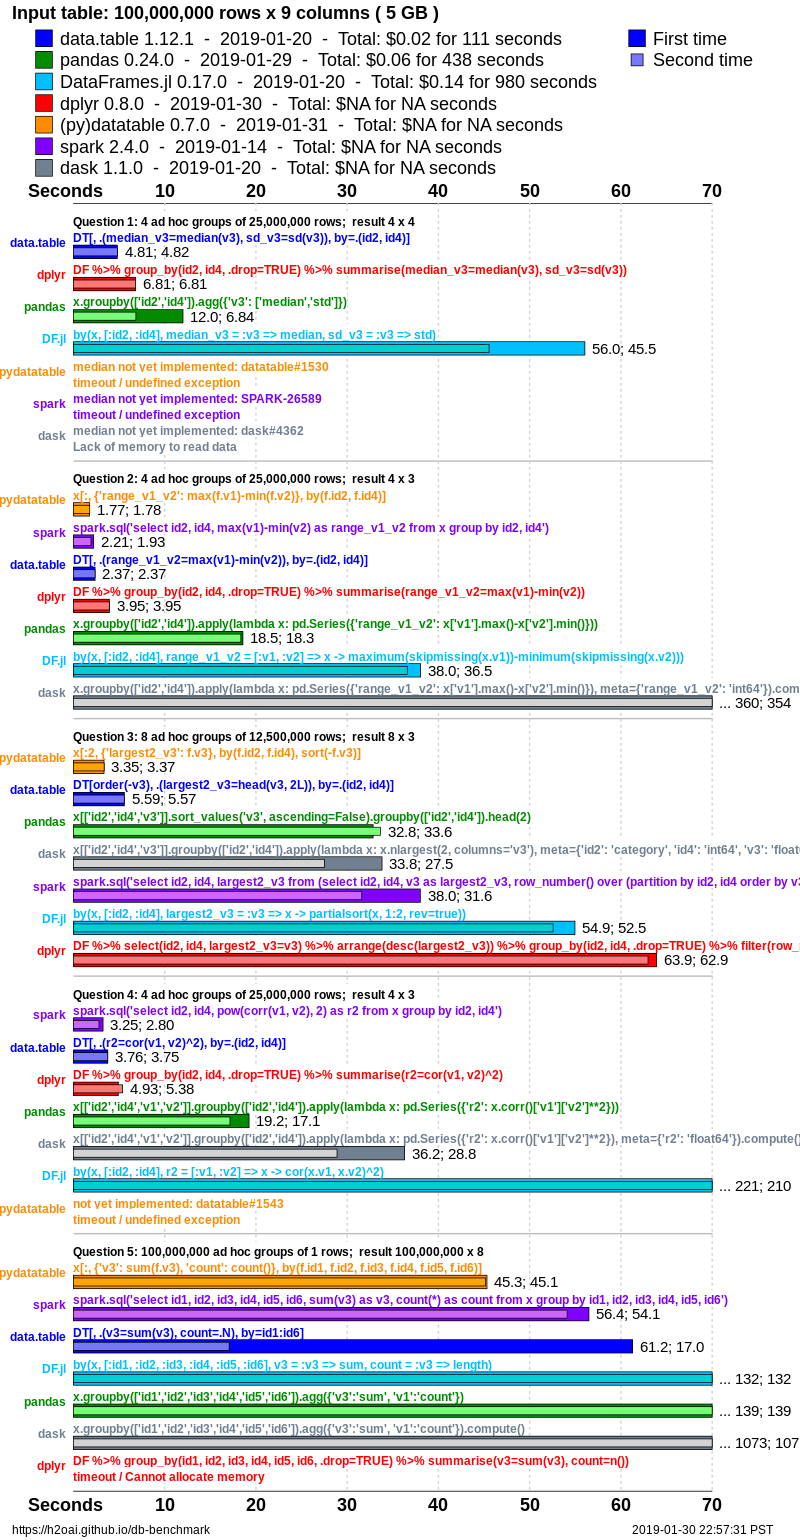 Input table: 100,000,000 rows x 9 columns ( 5 GB )
data.table 1.12.1 - 2019-01-20 - Total: $0.02 for 111 seconds
First time
pandas 0.24.0 - 2019-01-29 - Total: $0.06 for 438 seconds
Second time
DataFrames.jl 0.17.0 - 2019-01-20 - Total: $0.14 for 980 seconds
dplyr 0.8.0 - 2019-01-30 - Total: $NA for NA seconds
(py)datatable 0.7.0 - 2019-01-31 - Total: $NA for NA seconds
spark 2.4.0 - 2019-01-14 - Total: $NA for NA seconds
dask 1.1.0 - 2019-01-20 - Total: $NA for NA seconds
Seconds 10 20 30 40 50 60 70
Question 1: 4 ad hoc groups of 25,000,000 rows; result 4 x 4
data.table DT[, .(median_v3=median(v3), sd_v3=sd(v3)), by=.(id2, id4)]
4.81; 4.82
dplyr DF %>% group_by(id2, id4, .drop=TRUE) %>% summarise(median_v3=median(v3), sd_v3=sd(v3))
6.81; 6.81
pandas x.groupby(['id2','id4']).agg({'v3': ['median','std']})
12.0; 6.84
DF.jl by(x, [:id2, :id4], median_v3 = :v3 => median, sd_v3 = :v3 => std)
56.0; 45.5
pydatatable median not yet implemented: datatable#1530
timeout / undefined exception
spark median not yet implemented: SPARK-26589
timeout / undefined exception
dask median not yet implemented: dask#4362
Lack of memory to read data
Question 2: 4 ad hoc groups of 25,000,000 rows; result 4 x 3
pydatatable x[:, {'range_v1_v2': max(f.v1)-min(f.v2)}, by(f.id2, f.id4)]
1.77; 1.78
spark spark.sql('select id2, id4, max(v1)-min(v2) as range_v1_v2 from x group by id2, id4')
2.21; 1.93
data.table DT[, .(range_v1_v2=max(v1)-min(v2)), by=.(id2, id4)]
2.37; 2.37
dplyr DF %>% group_by(id2, id4, .drop=TRUE) %>% summarise(range_v1_v2=max(v1)-min(v2))
3.95; 3.95
pandas x.groupby(['id2','id4']).apply(lambda x: pd.Series({'range_v1_v2': x['v1'].max()-x['v2'].min()}))
18.5; 18.3
DF.jl by(x, [:id2, :id4], range_v1_v2 = [:v1, :v2] => x -> maximum(skipmissing(x.v1))-minimum(skipmissing(x.v2)))
38.0; 36.5
dask x.groupby(['id2','id4']).apply(lambda x: pd.Series({'range_v1_v2': x['v1'].max()-x['v2'].min()}), meta={'range_v1_v2': 'int64'}).com
... 360; 354
Question 3: 8 ad hoc groups of 12,500,000 rows; result 8 x 3
pydatatable x[:2, {'largest2_v3': f.v3}, by(f.id2, f.id4), sort(-f.v3)]
3.35; 3.37
data.table DT[order(-v3), .(largest2_v3=head(v3, 2L)), by=.(id2, id4)]
5.59; 5.57
pandas x[['id2','id4','v3']].sort_values('v3', ascending=False).groupby(['id2','id4']).head(2)
32.8; 33.6
dask x[['id2','id4','v3']].groupby(['id2','id4']).apply(lambda x: x.nlargest(2, columns='v3'), meta={'id2': 'category', 'id4': 'int64', 'v3': 'float
33.8; 27.5
spark spark.sql('select id2, id4, largest2_v3 from (select id2, id4, v3 as largest2_v3, row_number() over (partition by id2, id4 order by v3
38.0; 31.6
DF.jl by(x, [:id2, :id4], largest2_v3 = :v3 => x -> partialsort(x, 1:2, rev=true))
54.9; 52.5
dplyr DF %>% select(id2, id4, largest2_v3=v3) %>% arrange(desc(largest2_v3)) %>% group_by(id2, id4, .drop=TRUE) %>% filter(row_
63.9; 62.9
Question 4: 4 ad hoc groups of 25,000,000 rows; result 4 x 3
spark spark.sql('select id2, id4, pow(corr(v1, v2), 2) as r2 from x group by id2, id4')
3.25; 2.80
data.table DT[, .(r2=cor(v1, v2)^2), by=.(id2, id4)]
3.76; 3.75
dplyr DF %>% group_by(id2, id4, .drop=TRUE) %>% summarise(r2=cor(v1, v2)^2)
4.93; 5.38
pandas x[['id2','id4','v1','v2']].groupby(['id2','id4']).apply(lambda x: pd.Series({'r2': x.corr()['v1']['v2']**2}))
19.2; 17.1
dask x[['id2','id4','v1','v2']].groupby(['id2','id4']).apply(lambda x: pd.Series({'r2': x.corr()['v1']['v2']**2}), meta={'r2': 'float64'}).compute()
36.2; 28.8
DF.jl by(x, [:id2, :id4], r2 = [:v1, :v2] => x -> cor(x.v1, x.v2)^2)
... 221; 210
pydatatable not yet implemented: datatable#1543
timeout / undefined exception
Question 5: 100,000,000 ad hoc groups of 1 rows; result 100,000,000 x 8
pydatatable x[:, {'v3': sum(f.v3), 'count': count()}, by(f.id1, f.id2, f.id3, f.id4, f.id5, f.id6)]
45.3; 45.1
spark spark.sql('select id1, id2, id3, id4, id5, id6, sum(v3) as v3, count(*) as count from x group by id1, id2, id3, id4, id5, id6')
56.4; 54.1
data.table DT[, .(v3=sum(v3), count=.N), by=id1:id6]
61.2; 17.0
DF.jl by(x, [:id1, :id2, :id3, :id4, :id5, :id6], v3 = :v3 => sum, count = :v3 => length)
... 132; 132
pandas x.groupby(['id1','id2','id3','id4','id5','id6']).agg({'v3':'sum', 'v1':'count'})
... 139; 139
dask x.groupby(['id1','id2','id3','id4','id5','id6']).agg({'v3':'sum', 'v1':'count'}).compute()
... 1073; 107
dplyr DF %>% group_by(id1, id2, id3, id4, id5, id6, .drop=TRUE) %>% summarise(v3=sum(v3), count=n())
timeout / Cannot allocate memory
Seconds 10 20 30 40 50 60 70
https://h2oai.github.io/db-benchmark
2019-01-30 22:57:31 PST